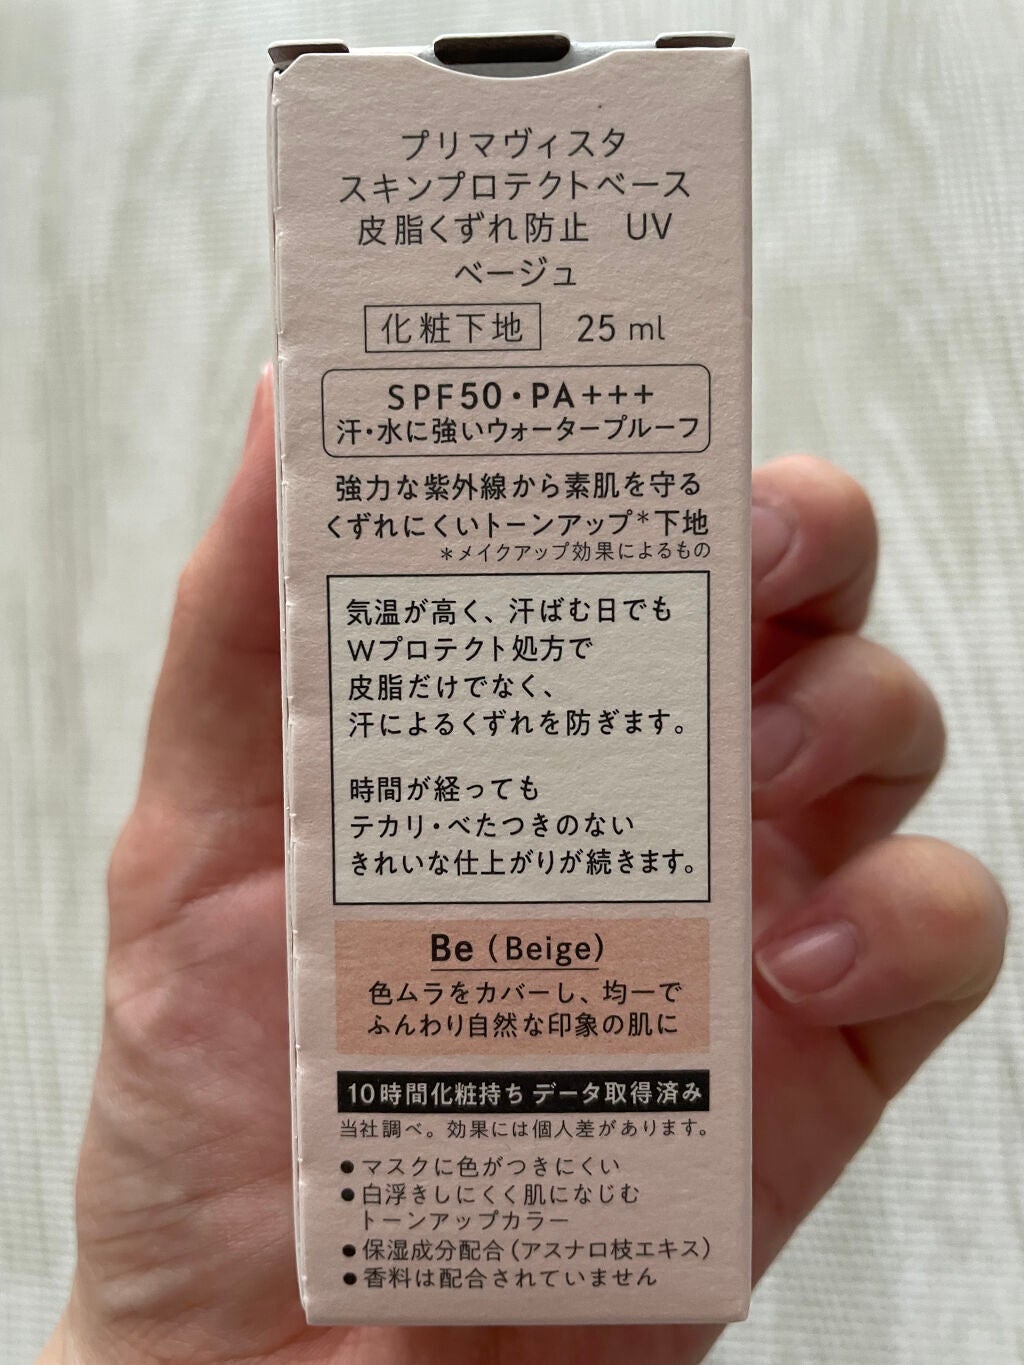 プリマヴィスタ
スキンプロテクトベース
皮脂くずれ防止 UV
ベージュ
化粧下地 25 ml
SPF50・PA+++
汗・水に強いウォータープルーフ
強力な紫外線から素肌を守る
くずれにくいトーンアップ*下地
*メイクアップ効果によるもの
気温が高く、汗ばむ日でも
Wプロテクト処方で
皮脂だけでなく、
汗によるくずれを防ぎます。
時間が経っても
テカリ・べたつきのない
きれいな仕上がりが続きます。
Be (Beige)
色ムラをカバーし、均一で
ふんわり自然な印象の肌に
10時間化粧持ち データ取得済み
当社調べ。効果には個人差があります。
●マスクに色がつきにくい
●白浮きしにくく肌になじむ
トーンアップカラー
●保湿成分配合(アスナロ枝エキス)
●香料は配合されていません